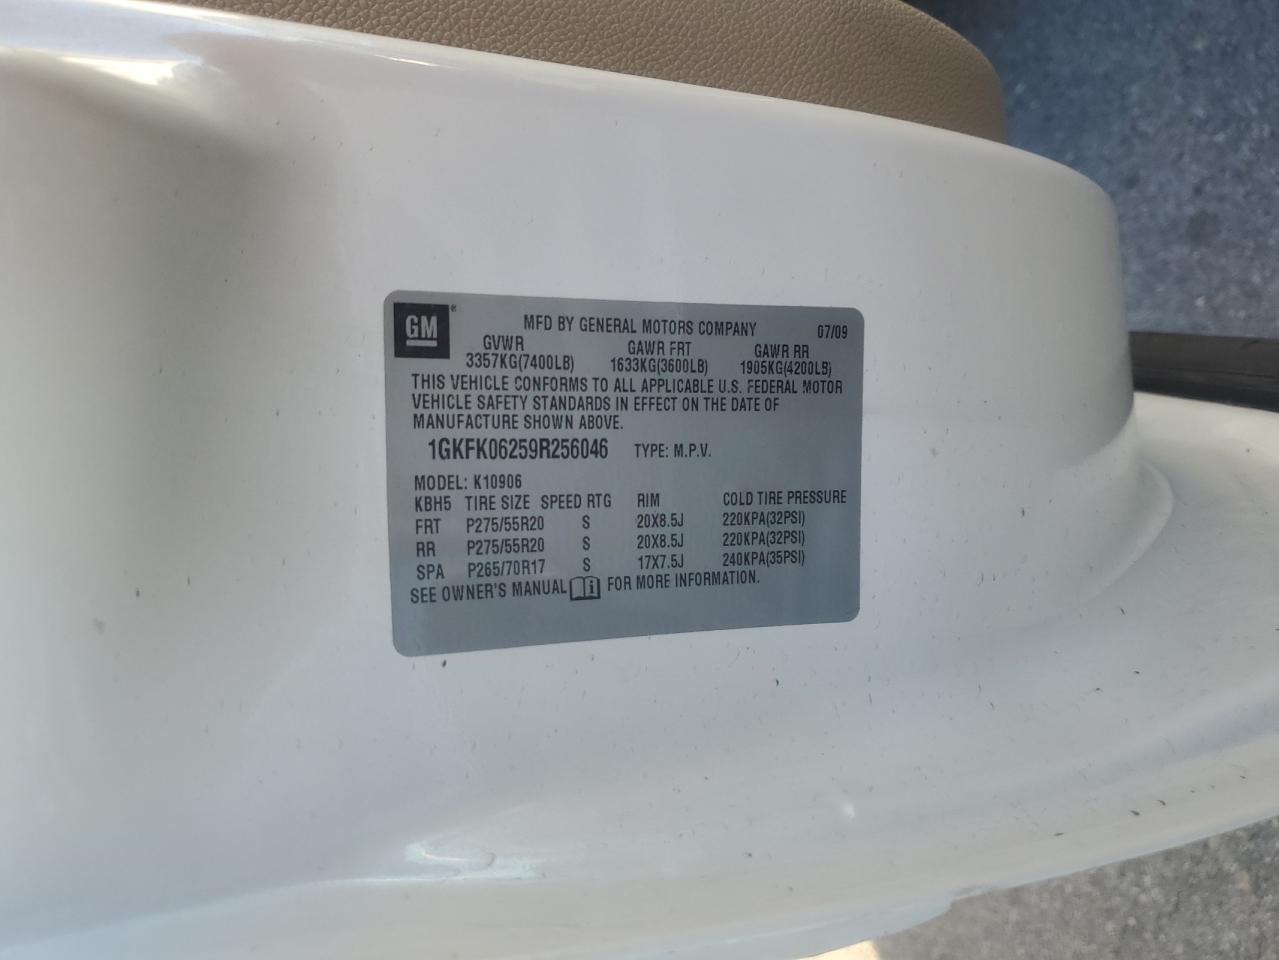 GM ® MFD BY GENERAL MOTORS COMPANY 07/09
GVWR GAWR FRT GAWR RR
3357KG(7400LB) 1633KG(3600LB) 1905KG(4200LB)
THIS VEHICLE CONFORMS TO ALL APPLICABLE U.S. FEDERAL MOTOR
VEHICLE SAFETY STANDARDS IN EFFECT ON THE DATE OF
MANUFACTURE SHOWN ABOVE.
1GKFK06259R256046 TYPE: M.P.V.
MODEL: K10906
KBH5 TIRE SIZE SPEED RTG RIM COLD TIRE PRESSURE
FRT P275/55R20 S 20X8.5J 220KPA(32PSI)
RR P275/55R20 S 20X8.5J 220KPA(32PSI)
SPA P265/70R17 S 17X7.5J 240KPA(35PSI)
SEE OWNER'S MANUAL i FOR MORE INFORMATION.